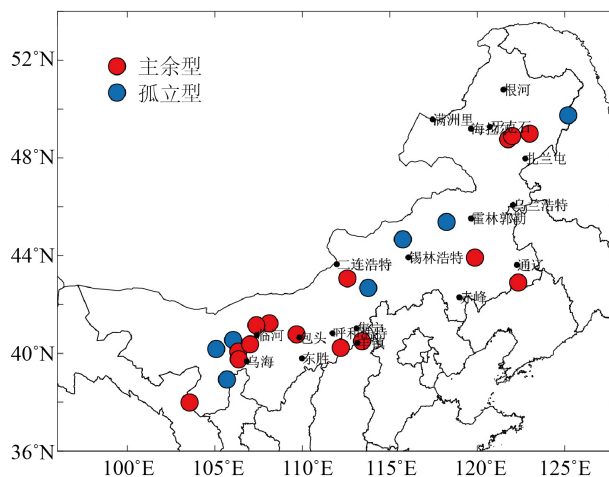 52°N
主余型
孤立型
根河
满洲里
海拉尔
牙克石
48°N
扎兰屯
乌兰浩特
霍林郭勒
44°N
二连浩特
锡林浩特
通辽
赤峰
呼和浩特
临河
包头
40°N
乌海
东胜
36°N
100°E
105°E
110°E
115°E
120°E
125°E